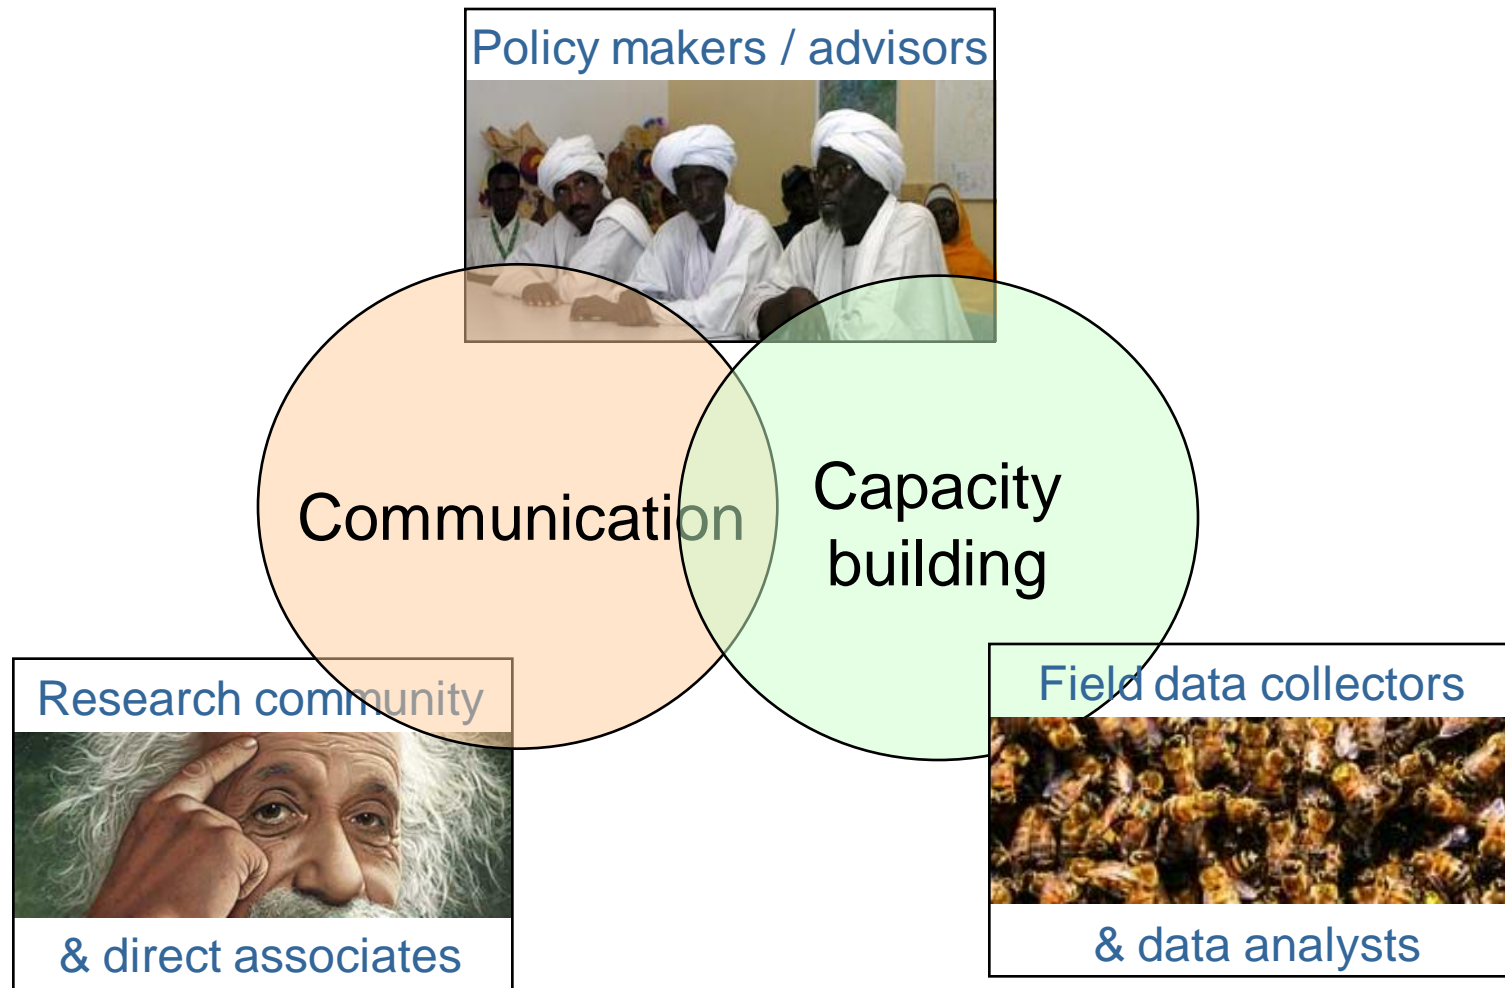 Policy makers / advisors
Communication
Capacity
building
Research community
& direct associates
Field data collectors
& data analysts